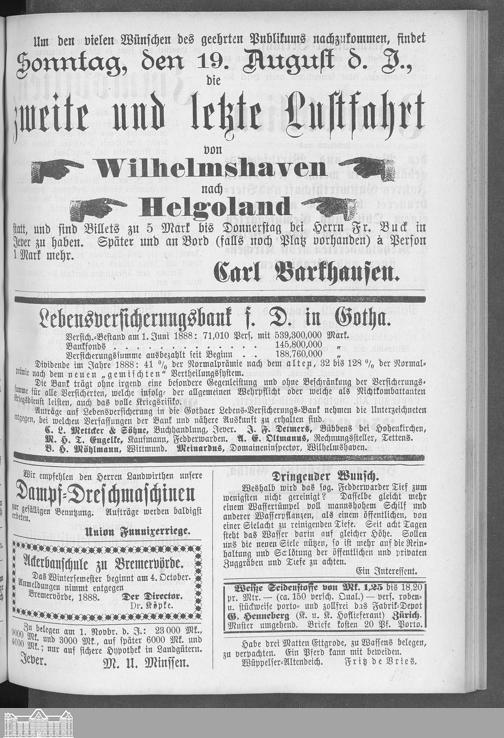 Um den vielen Wünschen des geehrten Publikums nachzukommen, findet
Sonntag, den 19. August d. J.,
die
zweite und letzte Lustfahrt
von
Wilhelmshaven
nach
Helgoland
statt, und sind Billets zu 5 Mark bis Donnerstag bei Herrn Fr. Buck in
Jever zu haben. Später und an Bord (falls noch Platz vorhanden) à Person
1 Mark mehr.
Carl Barkhausen.
Lebensversicherungsbank f. D. in Gotha.
Versich.-Bestand am 1. Juni 1888: 71,010 Pers. mit 539,300,000 Mark.
Bankfonds . . . . . . . . . 145,800,000 „
Versicherungssumme ausbezahlt seit Beginn . . 188,760,000 „
Dividende im Jahre 1888: 41 % der Normalprämie nach dem alten, 32 bis 128 % der Normal-
prämie nach dem neuen „gemischten“ Vertheilungssystem.
Die Bank trägt ohne irgend eine besondere Gegenleistung und ohne Beschränkung der Versicherungs-
summe für alle Versicherten, welche infolge der allgemeinen Wehrpflicht oder welche als Nichtkombattanten
Kriegsdienst leisten, auch das volle Kriegsrisiko.
Anträge auf Lebensversicherung in die Gothaer Lebens-Versicherungs-Bank nehmen die Unterzeichneten
entgegen, bei welchen Verfassungen der Bank und nähere Auskunft zu erhalten sind.
C. L. Mettcker & Söhne, Buchhandlung, Jever. J. F. Detmers, Bübbens bei Hohenkirchen,
M. H. T. Engelke, Kaufmann, Fedderwarden. A. E. Oltmanns, Rechnungssteller, Tettens.
B. H. Möhlmann, Wittmund. Meinardus, Domaineninspector, Wilhelmshaven.
Wir empfehlen den Herren Landwirthen unsere
Dampf-Dreschmaschinen
zur gefälligen Benutzung. Aufträge werden baldigst
erbeten.
Union Funnixerriege.
Ackerbauschule zu Bremervörde.
Das Wintersemester beginnt am 4. October.
Anmeldungen nimmt entgegen
Bremervörde, 1888. Der Director.
Dr. Köpke.
Zu belegen am 1. Novbr. d. J.: 23 000 Mk.,
9000 Mk. und 3000 Mk., auf später 6000 Mk. und
4000 Mk.; nur auf sichere Hypothek in Landgütern.
Jever. M. U. Minssen.
Dringender Wunsch.
Weshalb wird das sog. Fedderwarder Tief zum
wenigsten nicht gereinigt? Dasselbe gleicht mehr
einem Wassertümpel voll mannshohem Schilf und
anderer Wasserpflanzen, als einem öffentlichen, von
einer Sielacht zu reinigenden Tiefe. Seit acht Tagen
steht das Wasser darin auf gleicher Höhe. Sollen
uns die neuen Siele nützen, so ist mehr auf die Rein-
haltung und Schlötung der öffentlichen und privaten
Zuggräben und Tiefe zu achten.
Ein Interessent.
Weiße Seidenstoffe von Mk. 1,25 bis 18,20
pr. Mtr. — (ca. 150 versch. Qual.) — vers. roben-
u. stückweise porto- und zollfrei das Fabrik-Depot
G. Henneberg (K. u. K. Hoflieferant) Zürich.
Muster umgehend. Briefe kosten 20 Pf. Porto.
Habe drei Matten Ettgrode, zu Waffens belegen,
zu verpachten. Ein Pferd kann mit beweiden.
Wüppelser-Altendeich. Fritz de Vries.